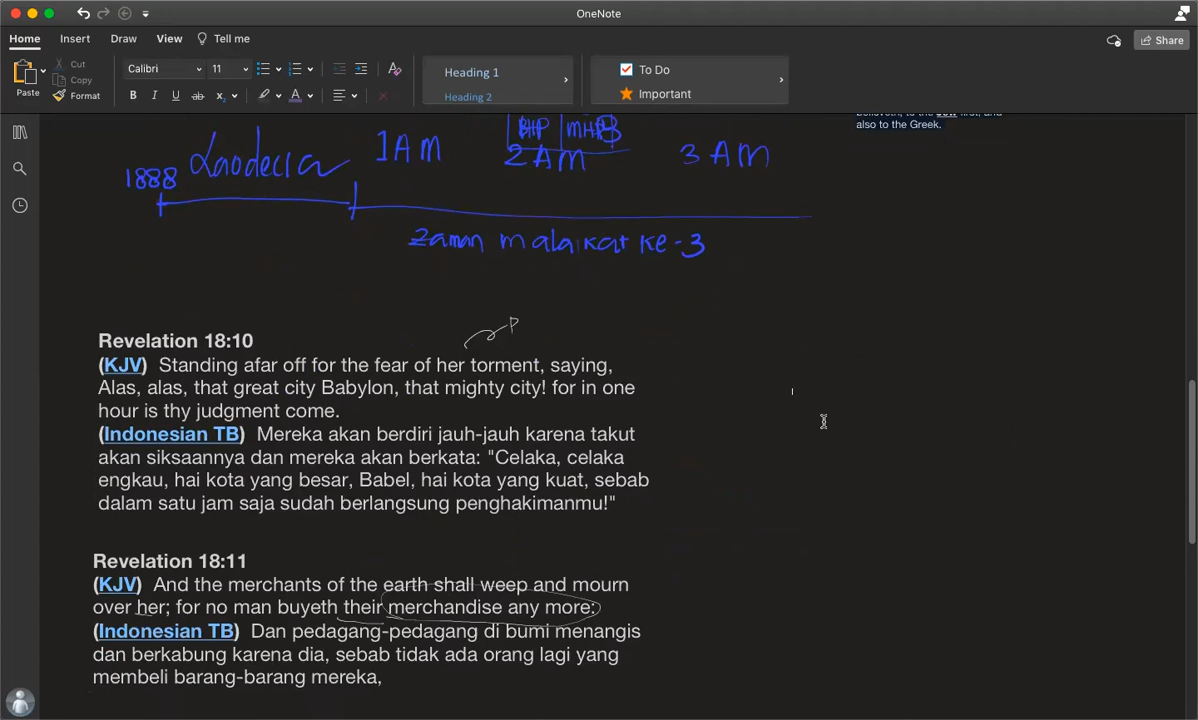 OneNote
Home Insert Draw View Tell me
Share
Paste
Cut
Copy
Format
Calibri 11
B I U ab x₂ A
Heading 1
Heading 2
To Do
Important
also to the Greek.
BHP MHP
1888 Laodecia 1AM 2AM 3AM
Zaman malaikat ke-3
P
Revelation 18:10
(KJV) Standing afar off for the fear of her torment, saying,
Alas, alas, that great city Babylon, that mighty city! for in one
hour is thy judgment come.
(Indonesian TB) Mereka akan berdiri jauh-jauh karena takut
akan siksaannya dan mereka akan berkata: "Celaka, celaka
engkau, hai kota yang besar, Babel, hai kota yang kuat, sebab
dalam satu jam saja sudah berlangsung penghakimanmu!"
Revelation 18:11
(KJV) And the merchants of the earth shall weep and mourn
over her; for no man buyeth their merchandise any more:
(Indonesian TB) Dan pedagang-pedagang di bumi menangis
dan berkabung karena dia, sebab tidak ada orang lagi yang
membeli barang-barang mereka,